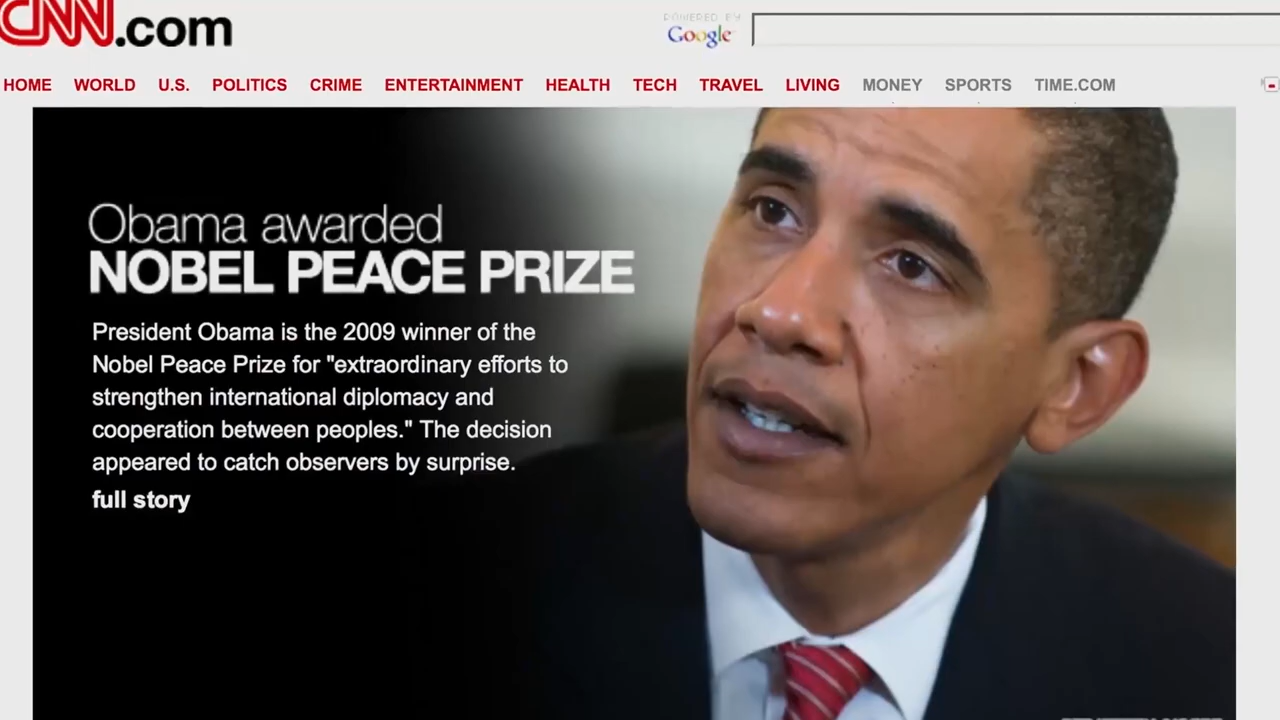 CNN.com
POWERED BY
Google
HOME WORLD U.S. POLITICS CRIME ENTERTAINMENT HEALTH TECH TRAVEL LIVING MONEY SPORTS TIME.COM
Obama awarded
NOBEL PEACE PRIZE
President Obama is the 2009 winner of the
Nobel Peace Prize for "extraordinary efforts to
strengthen international diplomacy and
cooperation between peoples." The decision
appeared to catch observers by surprise.
full story